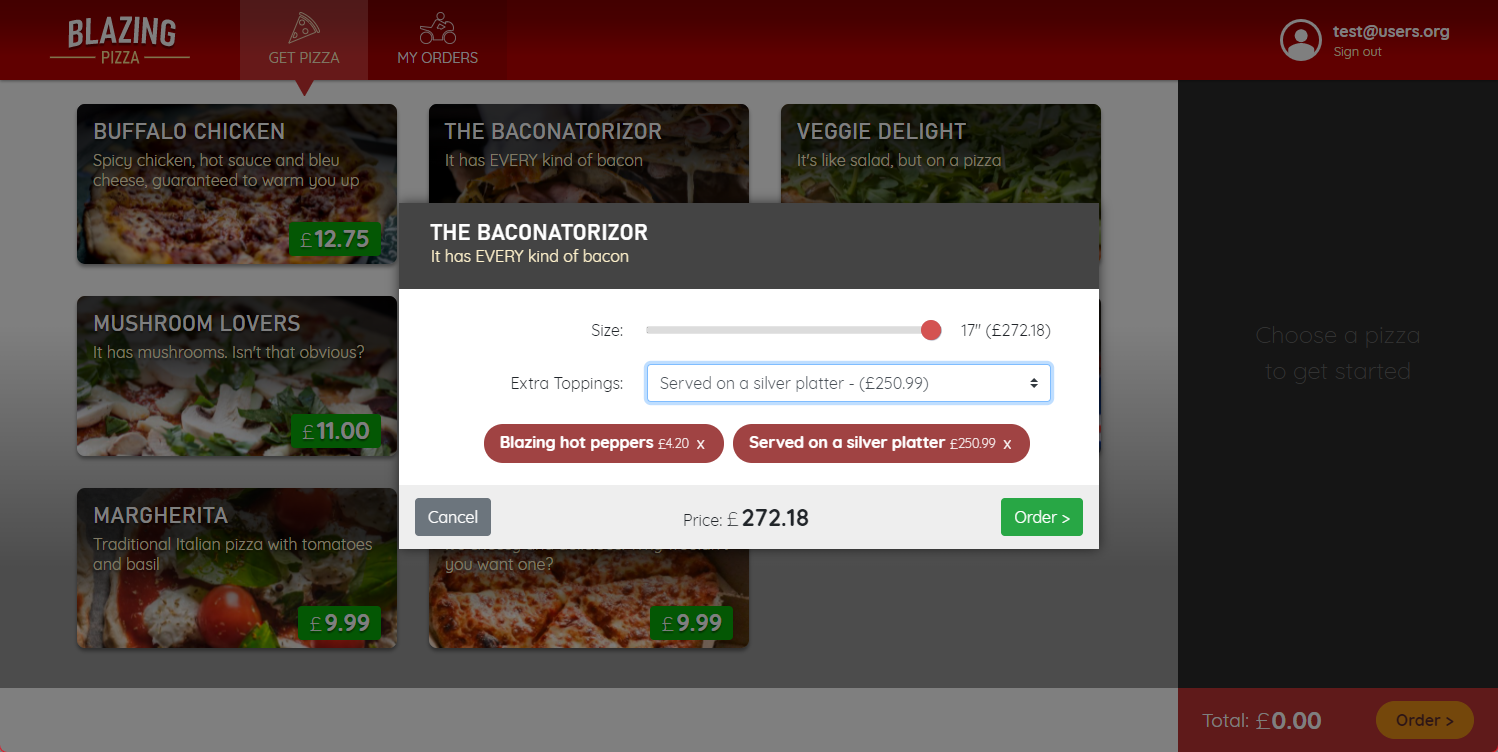 BLAZING
PIZZA
GET PIZZA
MY ORDERS
test@users.org
Sign out
BUFFALO CHICKEN
Spicy chicken, hot sauce and bleu
cheese, guaranteed to warm you up
£12.75
THE BACONATORIZOR
It has EVERY kind of bacon
VEGGIE DELIGHT
It's like salad, but on a pizza
THE BACONATORIZOR
It has EVERY kind of bacon
Size:
17" (£272.18)
Extra Toppings:
Served on a silver platter - (£250.99)
Blazing hot peppers £4.20 x
Served on a silver platter £250.99 x
Cancel
Price: £ 272.18
Order >
MUSHROOM LOVERS
It has mushrooms. Isn't that obvious?
£11.00
MARGHERITA
Traditional Italian pizza with tomatoes
and basil
£9.99
you want one?
£9.99
Choose a pizza
to get started
Total: £0.00
Order >